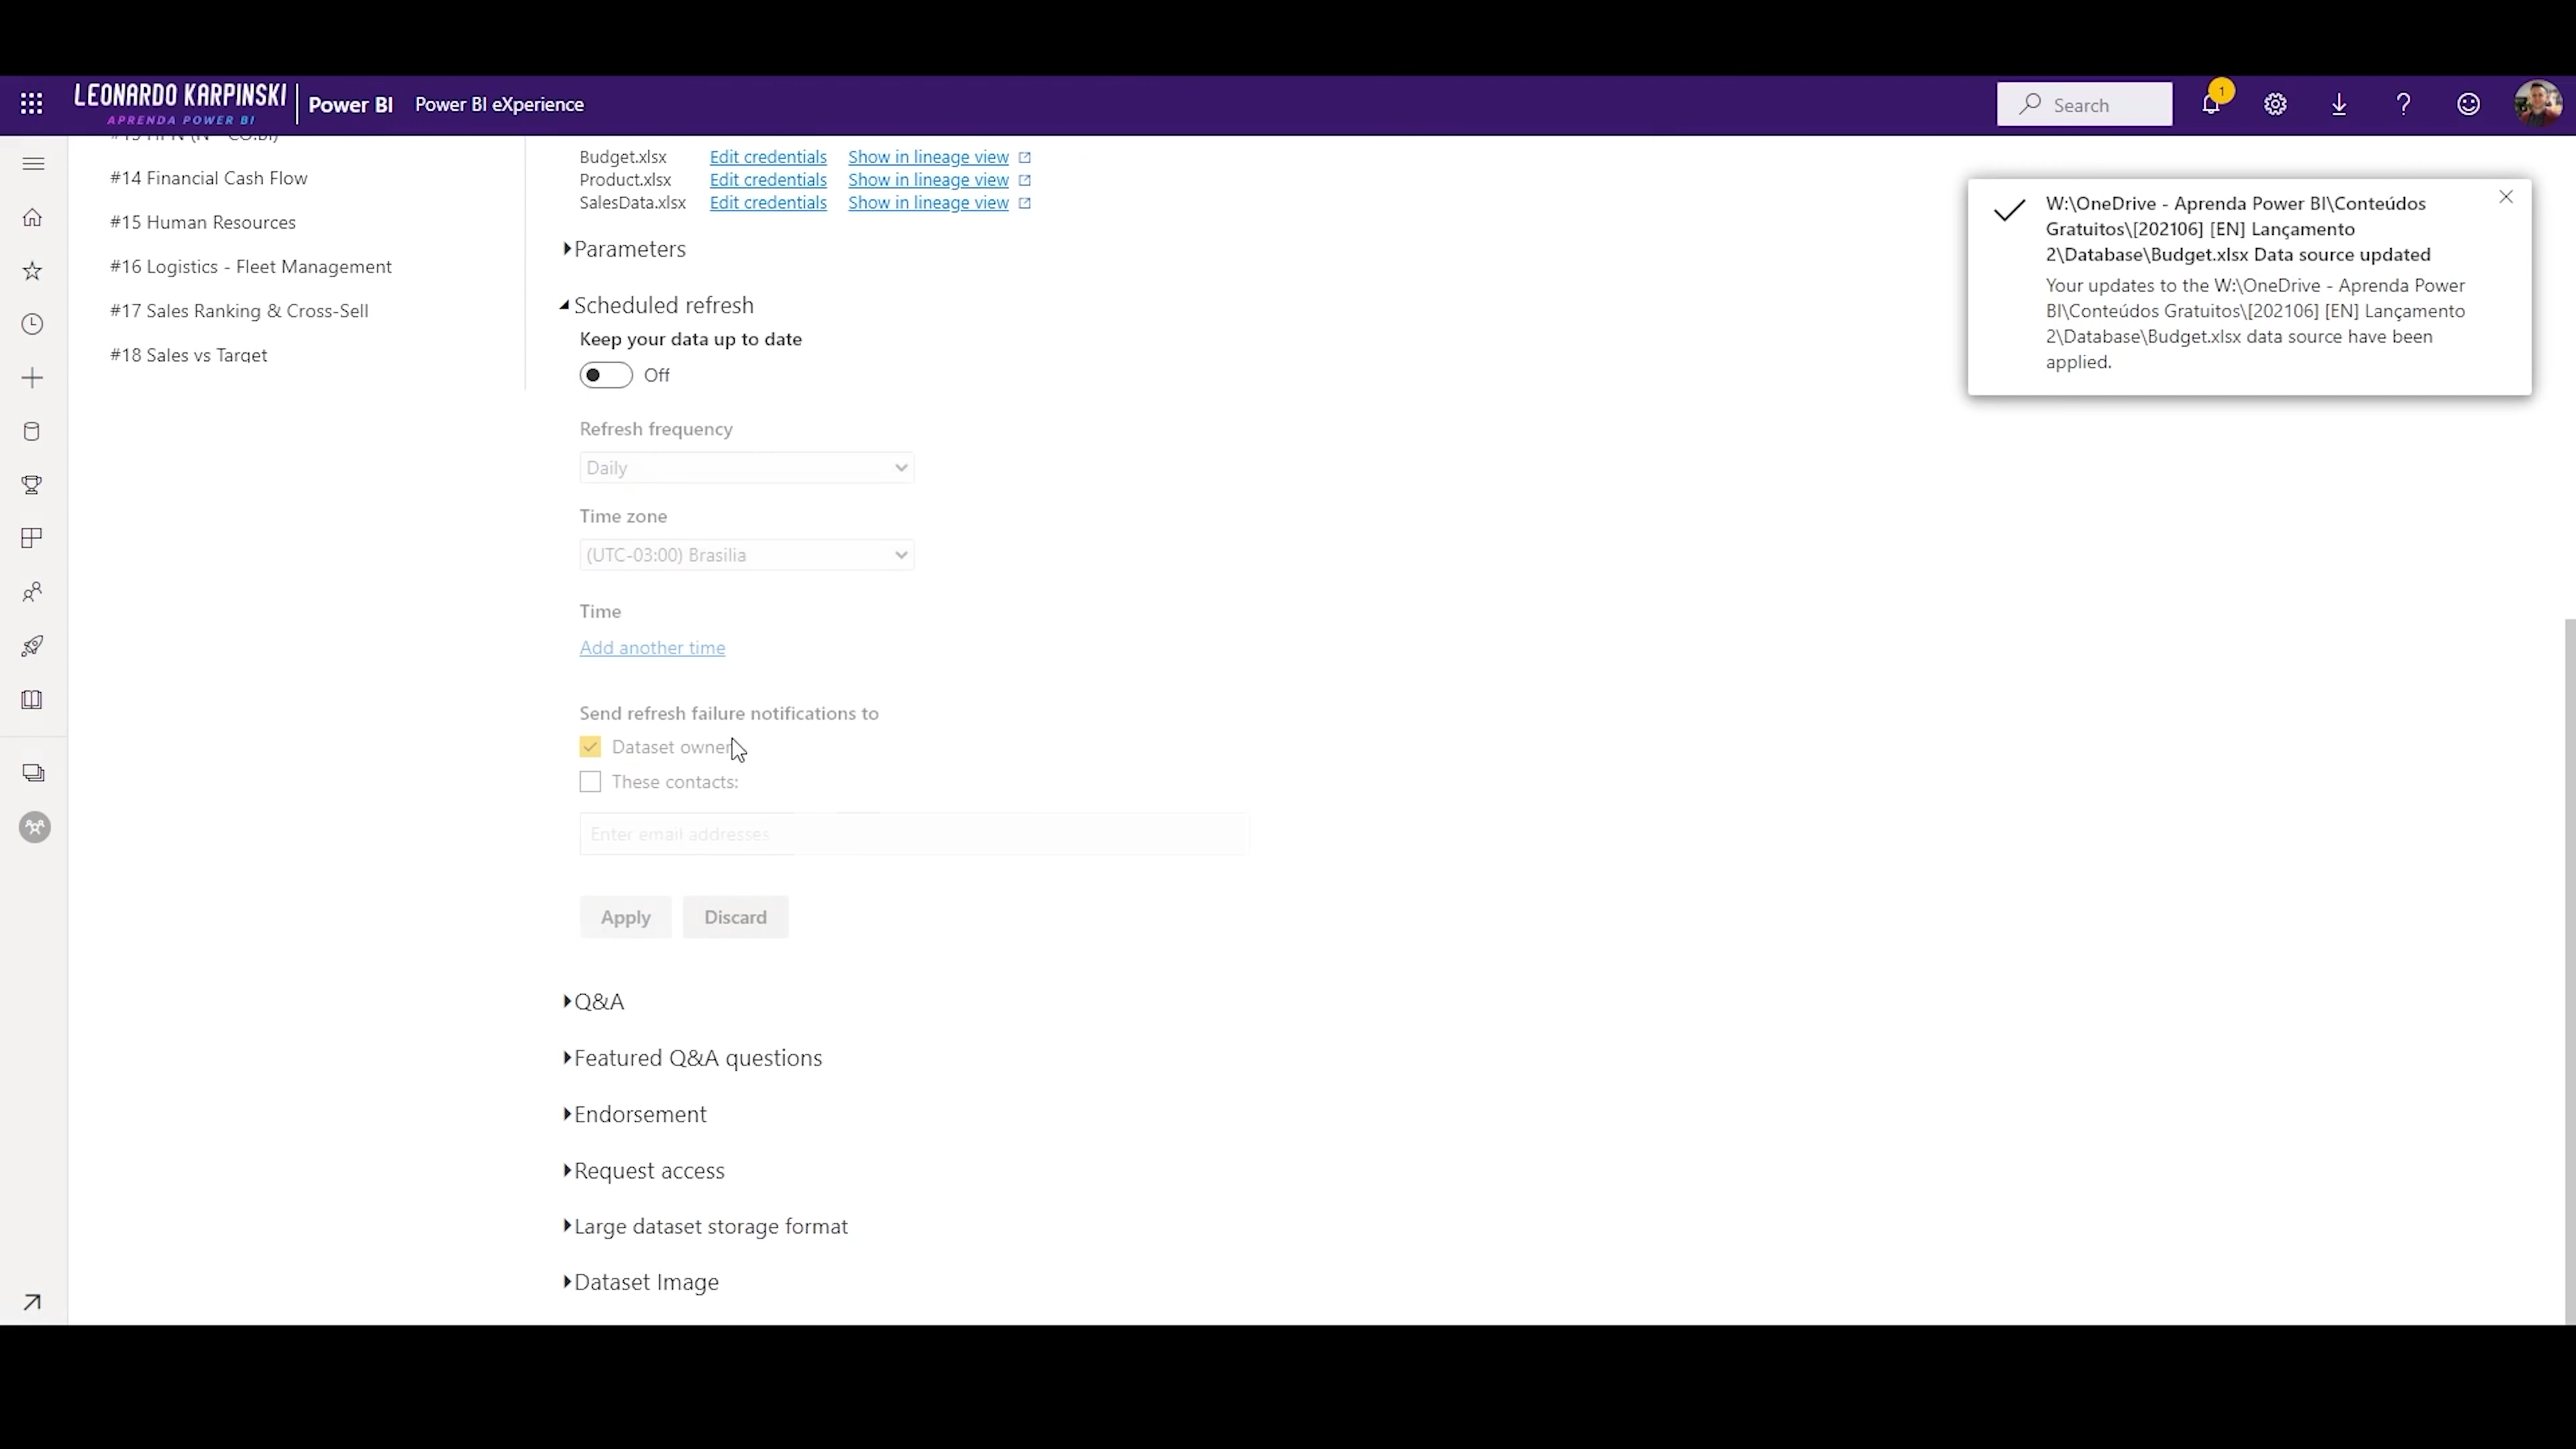 LEONARDO KARPINSKI
APRENDA POWER BI
Power BI
Power BI eXperience
Search
1
#14 Financial Cash Flow
#15 Human Resources
#16 Logistics - Fleet Management
#17 Sales Ranking & Cross-Sell
#18 Sales vs Target
Budget.xlsx Edit credentials Show in lineage view
Product.xlsx Edit credentials Show in lineage view
SalesData.xlsx Edit credentials Show in lineage view
Parameters
Scheduled refresh
Keep your data up to date
Off
Refresh frequency
Daily
Time zone
(UTC-03:00) Brasilia
Time
Add another time
Send refresh failure notifications to
Dataset owner
These contacts:
Enter email addresses
Apply Discard
Q&A
Featured Q&A questions
Endorsement
Request access
Large dataset storage format
Dataset Image
W:\OneDrive - Aprenda Power BI\Conteúdos
Gratuitos\[202106] [EN] Lançamento
2\Database\Budget.xlsx Data source updated
Your updates to the W:\OneDrive - Aprenda Power
BI\Conteúdos Gratuitos\[202106] [EN] Lançamento
2\Database\Budget.xlsx data source have been
applied.